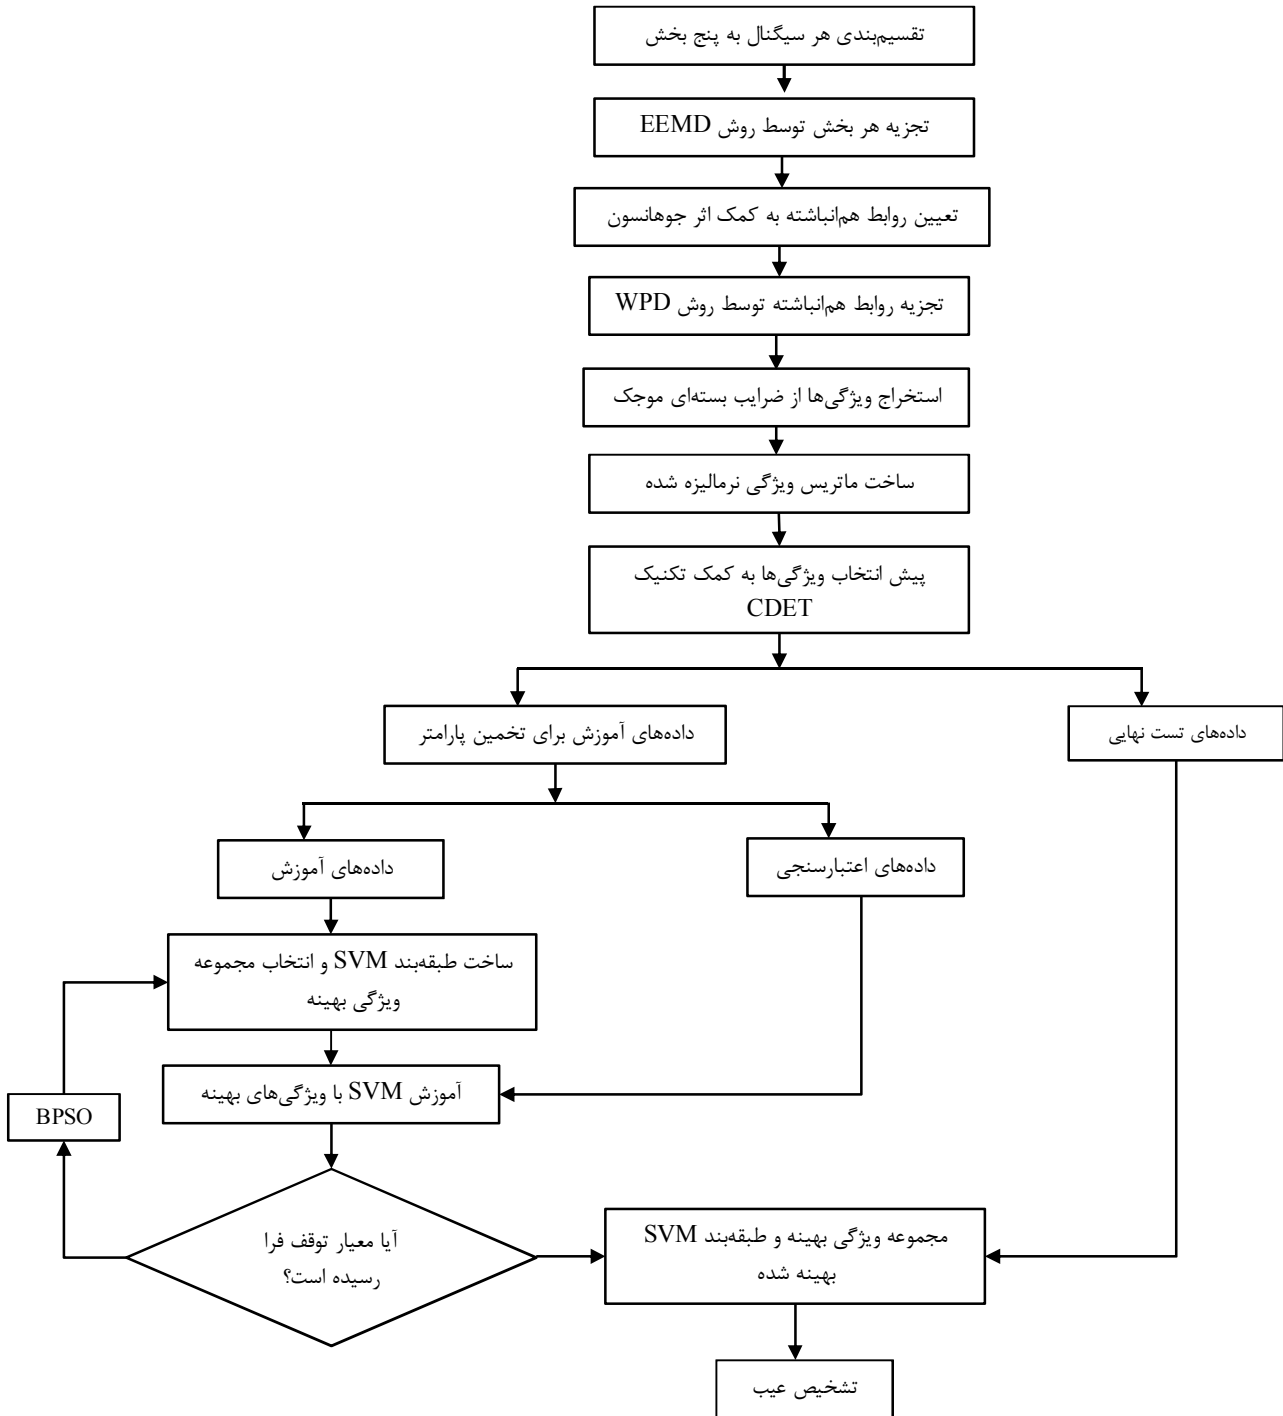 تقسیم‌بندی هر سیگنال به پنج بخش
تجزیه هر بخش توسط روش EEMD
تعیین روابط هم‌انباشته به کمک اثر جوهانسون
تجزیه روابط هم‌انباشته توسط روش WPD
استخراج ویژگی‌ها از ضرایب بسته‌ای موجک
ساخت ماتریس ویژگی نرمالیزه شده
پیش انتخاب ویژگی‌ها به کمک تکنیک
CDET
داده‌های آموزش برای تخمین پارامتر
داده‌های تست نهایی
داده‌های اعتبارسنجی
داده‌های آموزش
ساخت طبقه‌بند SVM و انتخاب مجموعه
ویژگی بهینه
آموزش SVM با ویژگی‌های بهینه
BPSO
آیا معیار توقف فرا
رسیده است؟
مجموعه ویژگی بهینه و طبقه‌بند SVM
بهینه شده
تشخیص عیب